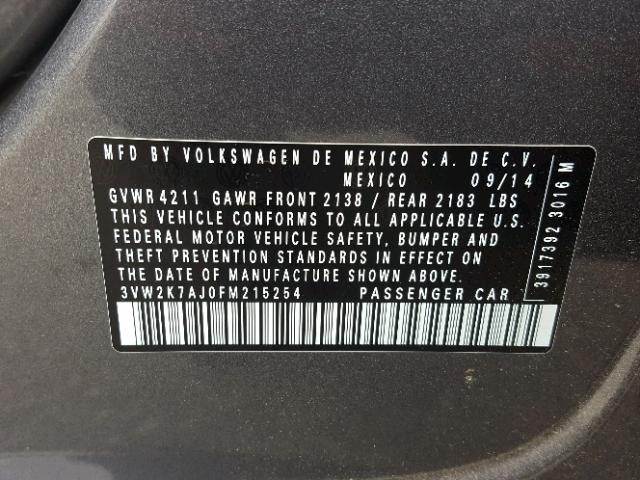 MFD BY VOLKSWAGEN DE MEXICO S.A. DE C.V.
MEXICO 09/14
GVWR 4211 GAWR FRONT 2138 / REAR 2183 LBS
THIS VEHICLE CONFORMS TO ALL APPLICABLE U.S.
FEDERAL MOTOR VEHICLE SAFETY, BUMPER AND
THEFT PREVENTION STANDARDS IN EFFECT ON
THE DATE OF MANUFACTURE SHOWN ABOVE.
3VW2K7AJ0FM215254 PASSENGER CAR
3917392 3016 M